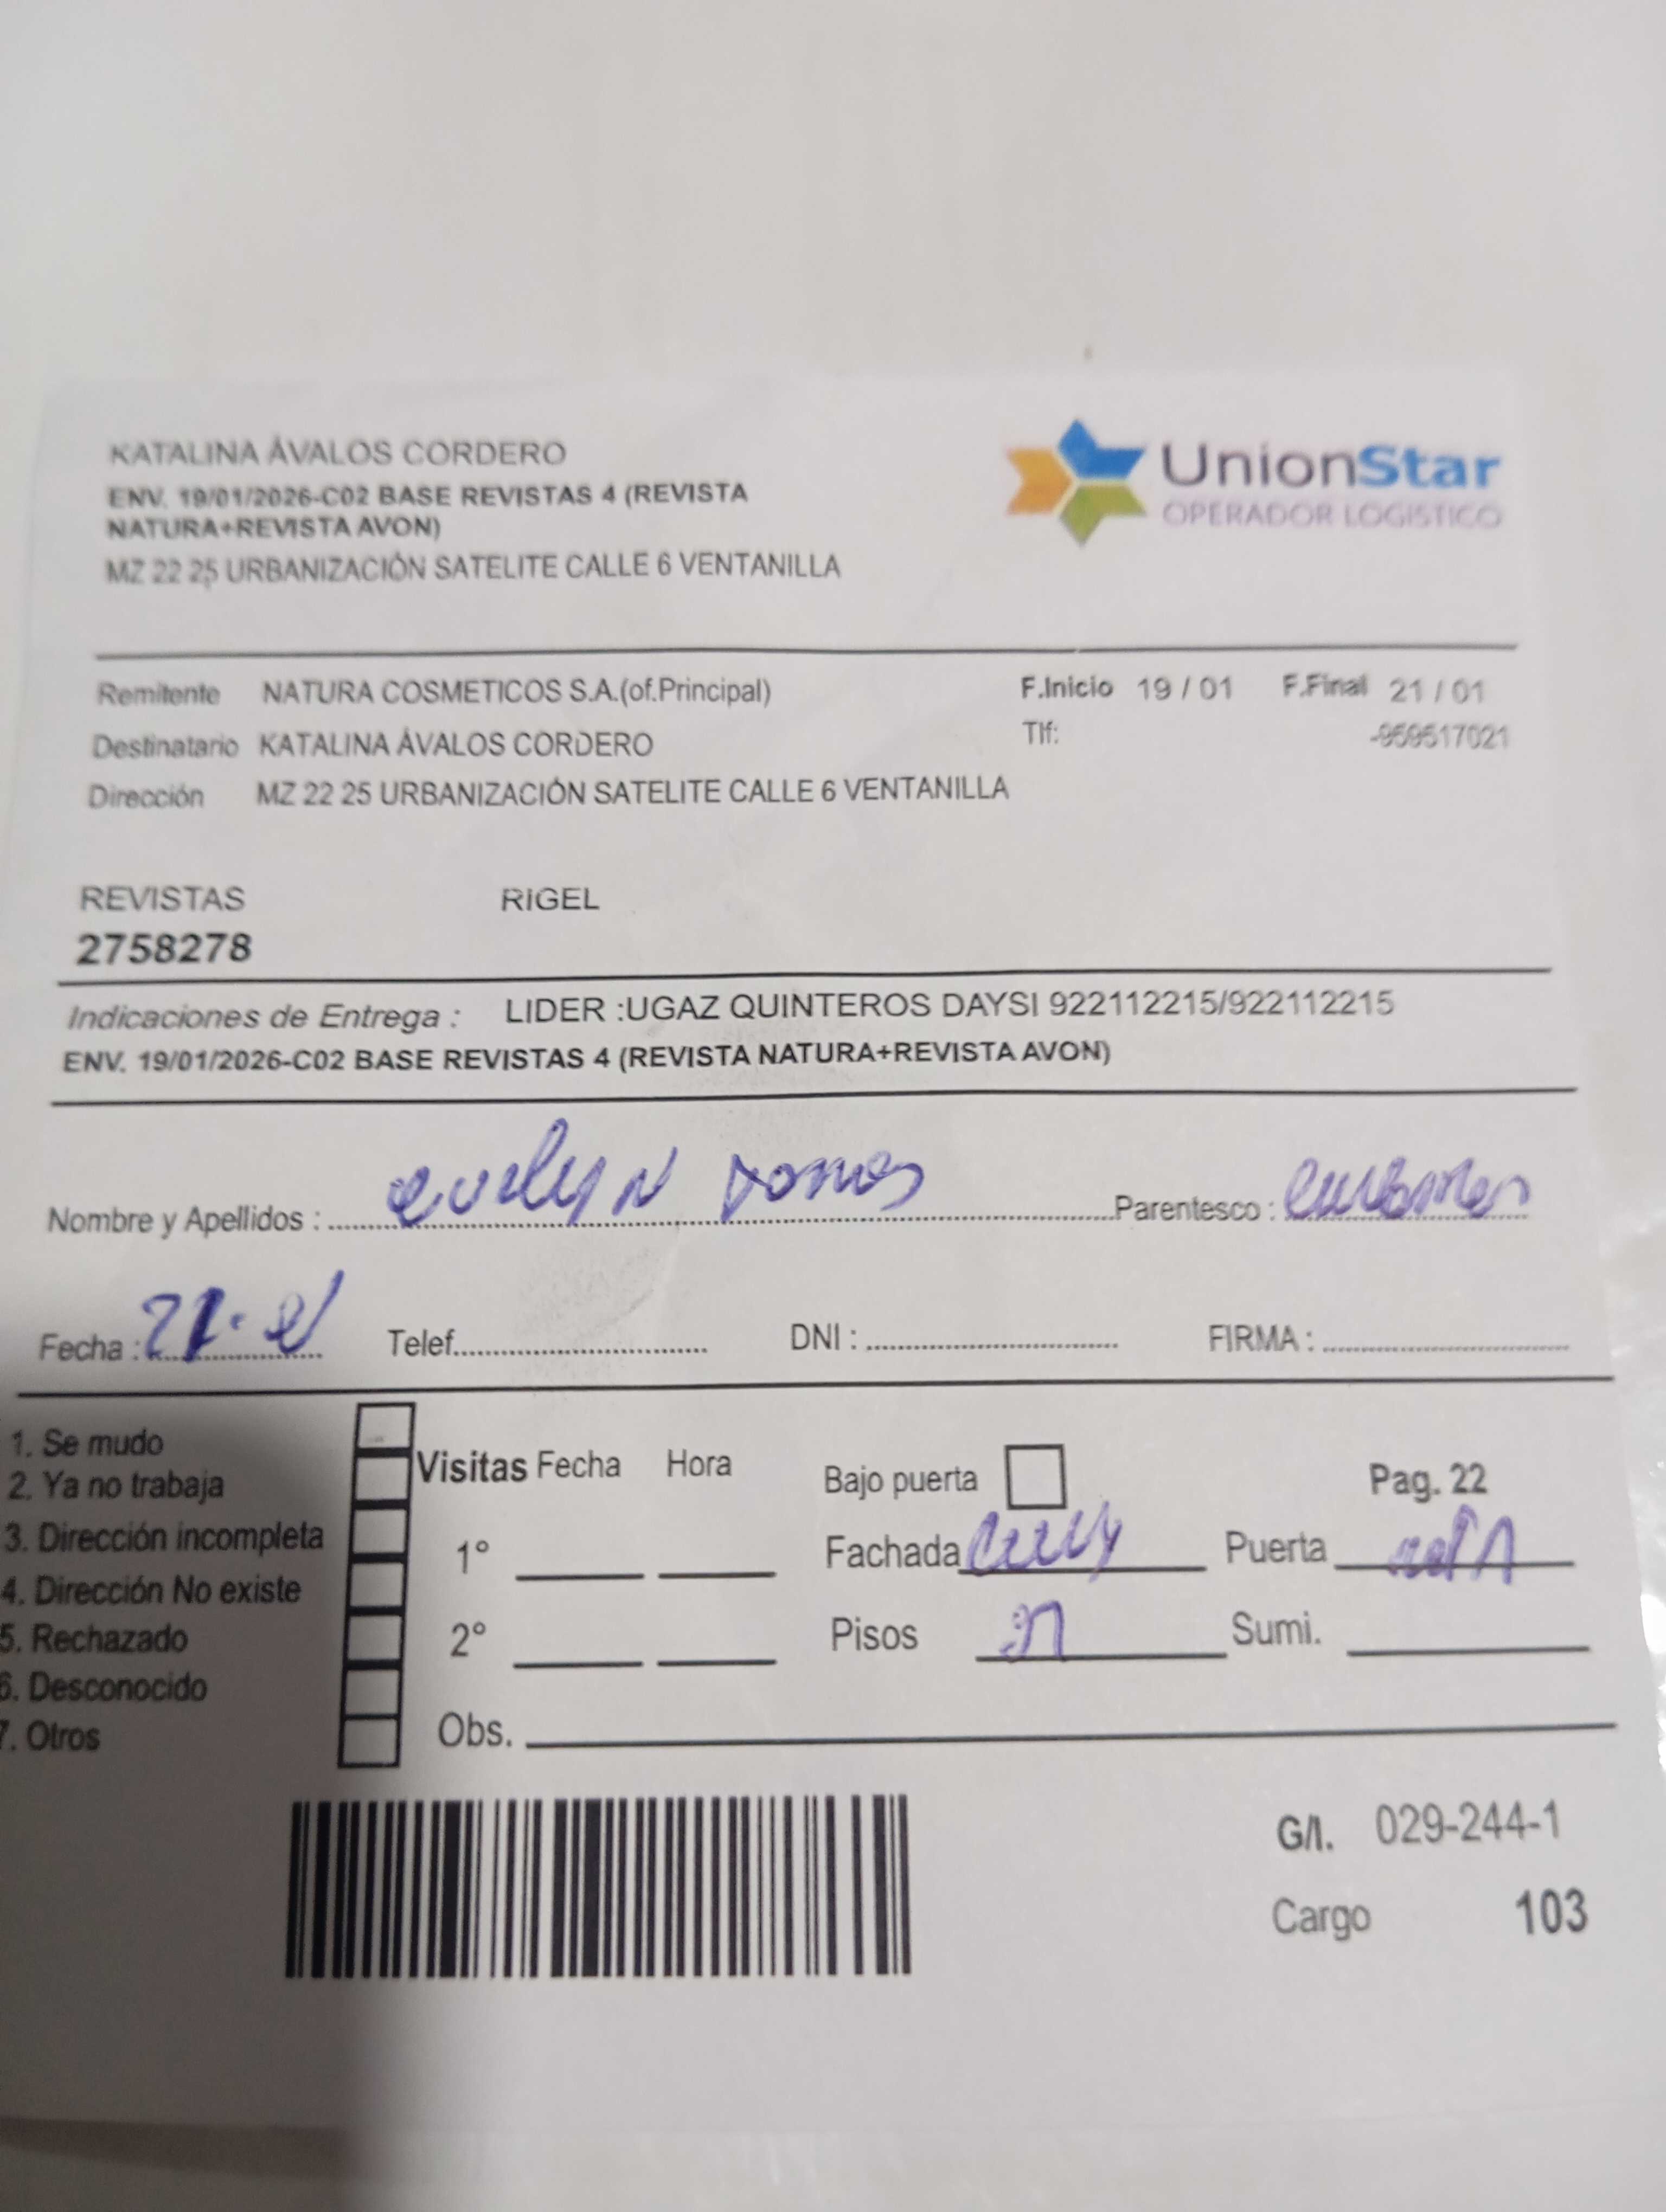 KATALINA ÁVALOS CORDERO
ENV. 19/01/2026-C02 BASE REVISTAS 4 (REVISTA
NATURA+REVISTA AVON)
MZ 22 25 URBANIZACIÓN SATELITE CALLE 6 VENTANILLA
UnionStar
OPERADOR LOGISTICO
Remitente NATURA COSMETICOS S.A.(of.Principal) F.Inicio 19 / 01 F.Final 21 / 01
Destinatario KATALINA ÁVALOS CORDERO Tlf: -959517021
Dirección MZ 22 25 URBANIZACIÓN SATELITE CALLE 6 VENTANILLA
REVISTAS RIGEL
2758278
Indicaciones de Entrega : LIDER :UGAZ QUINTEROS DAYSI 922112215/922112215
ENV. 19/01/2026-C02 BASE REVISTAS 4 (REVISTA NATURA+REVISTA AVON)
Nombre y Apellidos : evelyN Parentesco :
Fecha : Telef. DNI : FIRMA :
1. Se mudo
2. Ya no trabaja
3. Dirección incompleta
4. Dirección No existe
5. Rechazado
6. Desconocido
7. Otros
Visitas Fecha Hora
1°
2°
Obs.
Bajo puerta Pag. 22
Fachada Puerta
Pisos Sumi.
G/I. 029-244-1
Cargo 103